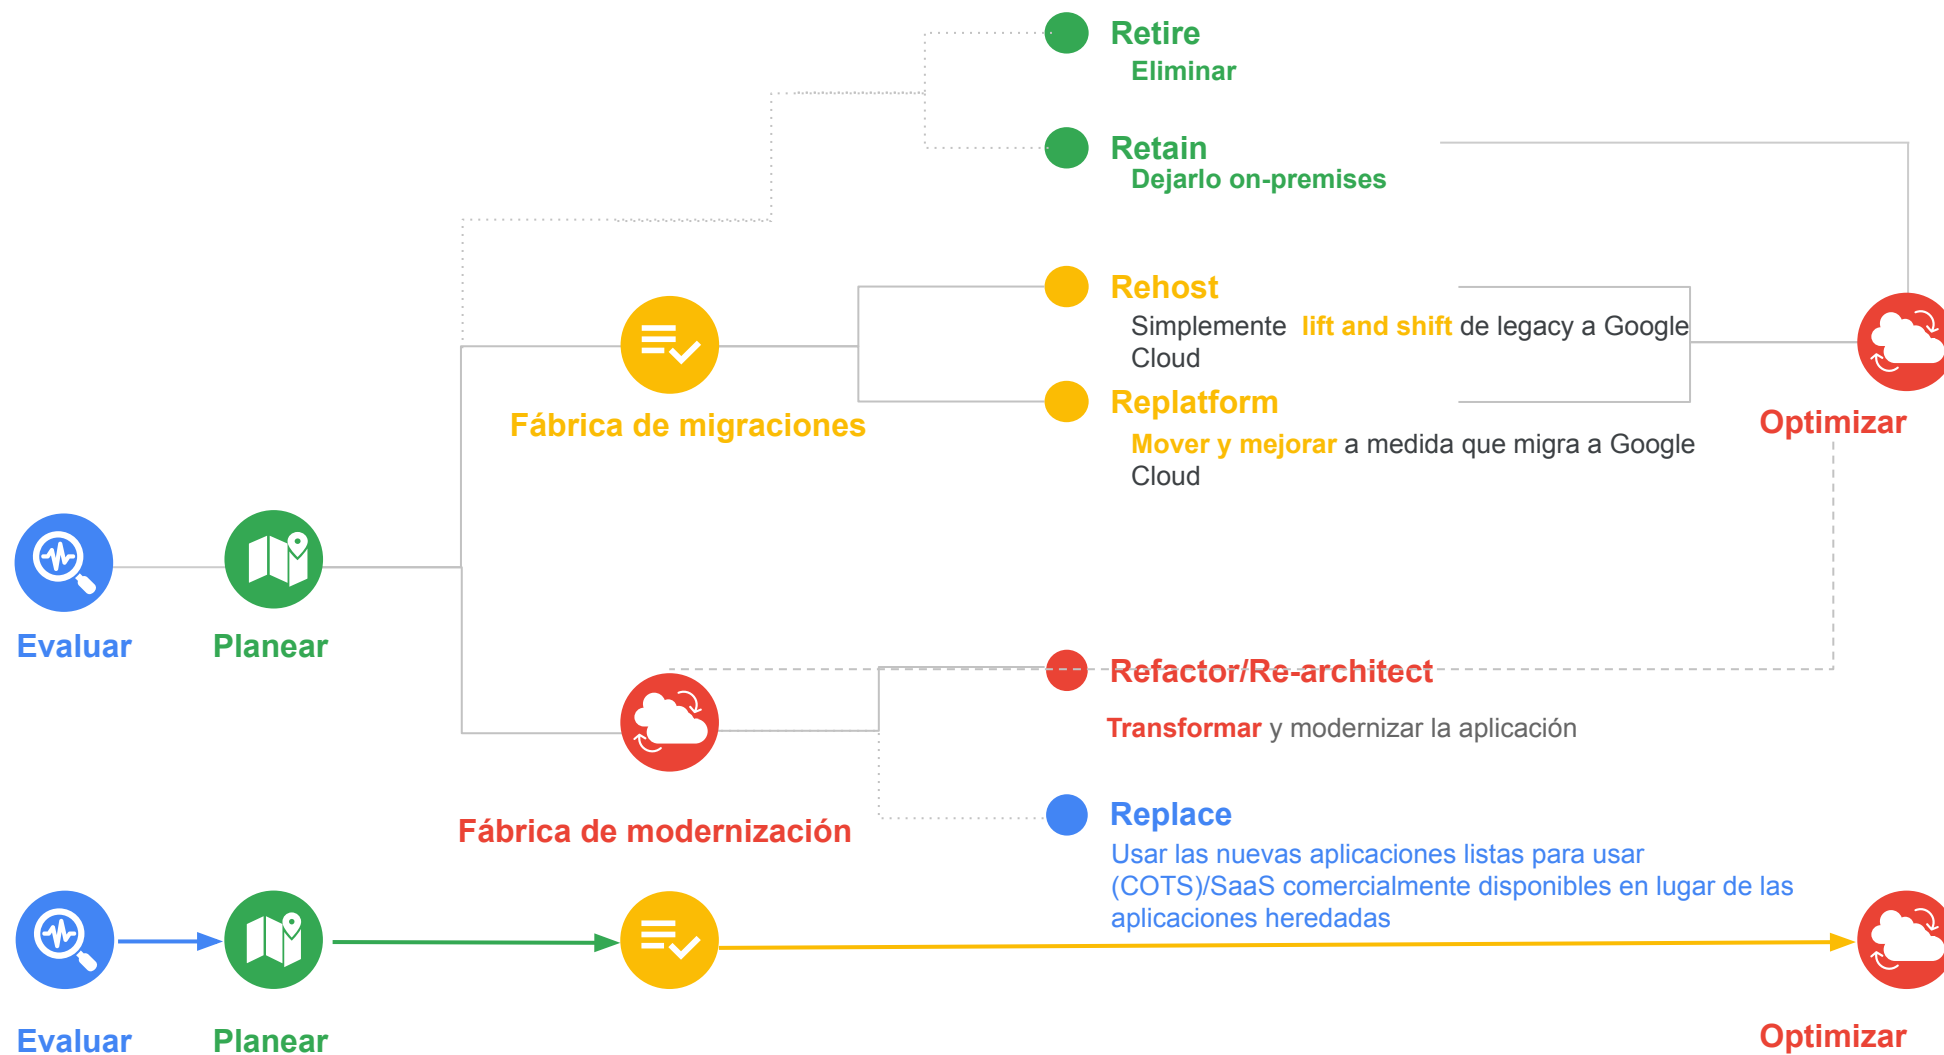 Retire
Eliminar
Retain
Dejarlo on-premises
Rehost
Simplemente lift and shift de legacy a Google
Cloud
Replatform
Mover y mejorar a medida que migra a Google
Cloud
Fábrica de migraciones
Optimizar
Evaluar
Planear
Refactor/Re-architect
Transformar y modernizar la aplicación
Fábrica de modernización
Replace
Usar las nuevas aplicaciones listas para usar
(COTS)/SaaS comercialmente disponibles en lugar de las
aplicaciones heredadas
Evaluar
Planear
Optimizar